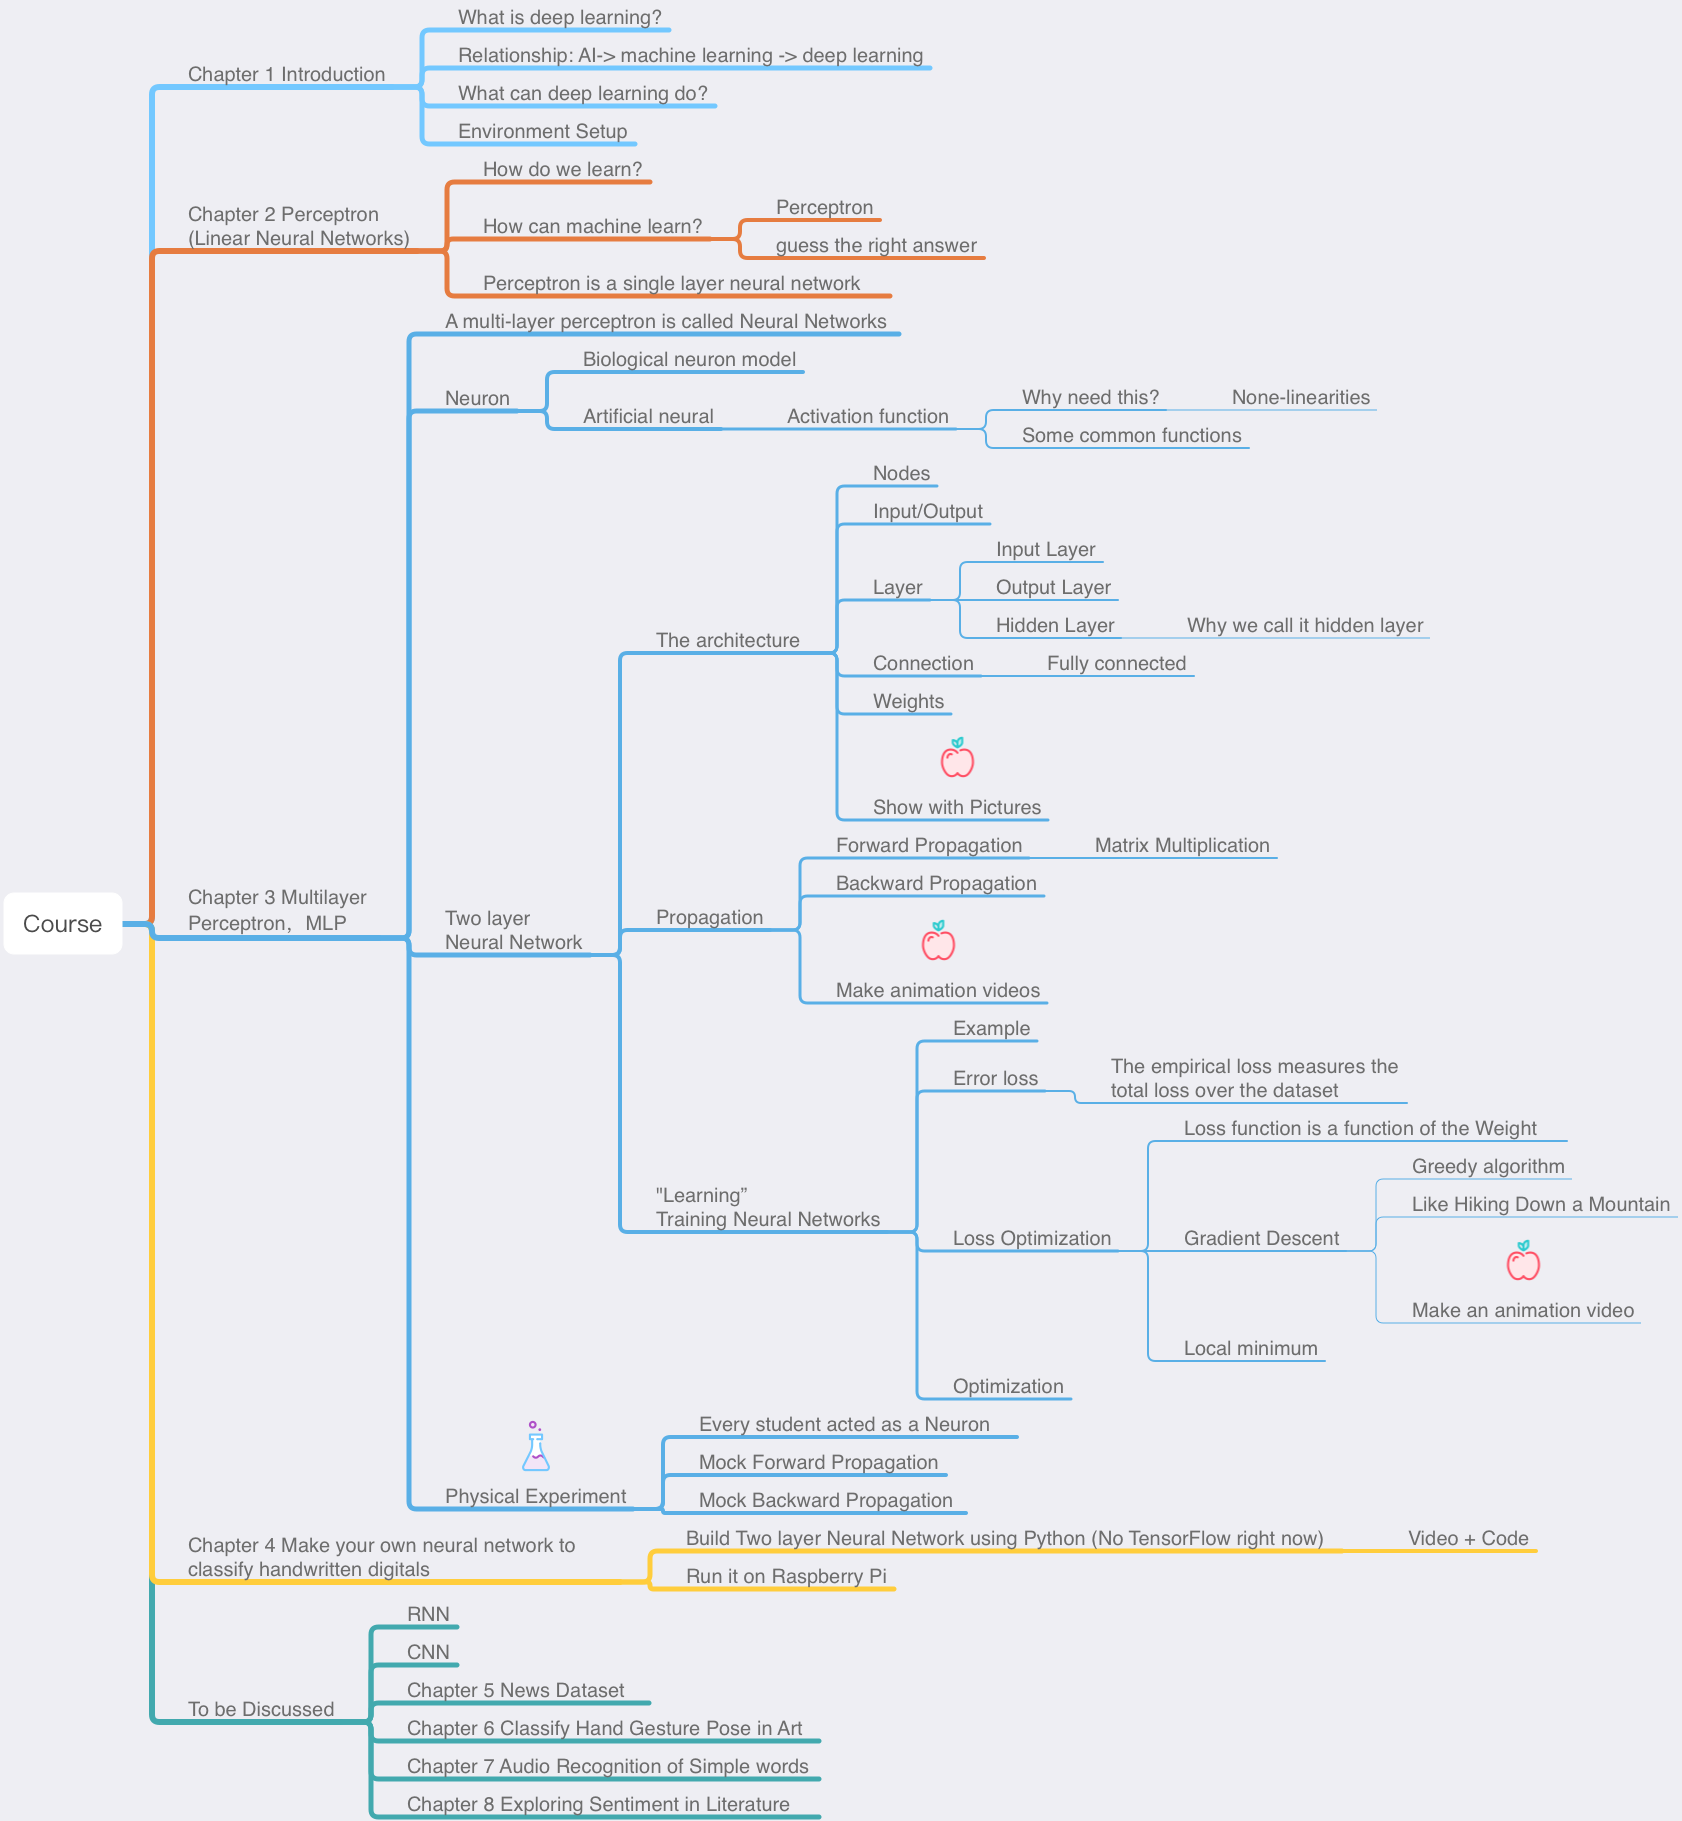 What is deep learning?
Relationship: AI-> machine learning -> deep learning
Chapter 1 Introduction
What can deep learning do?
Environment Setup
How do we learn?
Chapter 2 Perceptron
(Linear Neural Networks)
How can machine learn?
Perceptron
guess the right answer
Perceptron is a single layer neural network
A multi-layer perceptron is called Neural Networks
Biological neuron model
Neuron
Artificial neural
Activation function
Why need this?
None-linearities
Some common functions
Nodes
Input/Output
Input Layer
Layer
Output Layer
Hidden Layer
Why we call it hidden layer
The architecture
Connection
Fully connected
Weights
Show with Pictures
Forward Propagation
Matrix Multiplication
Backward Propagation
Course
Chapter 3 Multilayer
Perceptron，MLP
Two layer
Neural Network
Propagation
Make animation videos
Example
Error loss
The empirical loss measures the
total loss over the dataset
Loss function is a function of the Weight
Greedy algorithm
Like Hiking Down a Mountain
"Learning”
Training Neural Networks
Loss Optimization
Gradient Descent
Make an animation video
Local minimum
Optimization
Every student acted as a Neuron
Mock Forward Propagation
Physical Experiment
Mock Backward Propagation
Chapter 4 Make your own neural network to
classify handwritten digitals
Build Two layer Neural Network using Python (No TensorFlow right now)
Video + Code
Run it on Raspberry Pi
RNN
CNN
Chapter 5 News Dataset
To be Discussed
Chapter 6 Classify Hand Gesture Pose in Art
Chapter 7 Audio Recognition of Simple words
Chapter 8 Exploring Sentiment in Literature